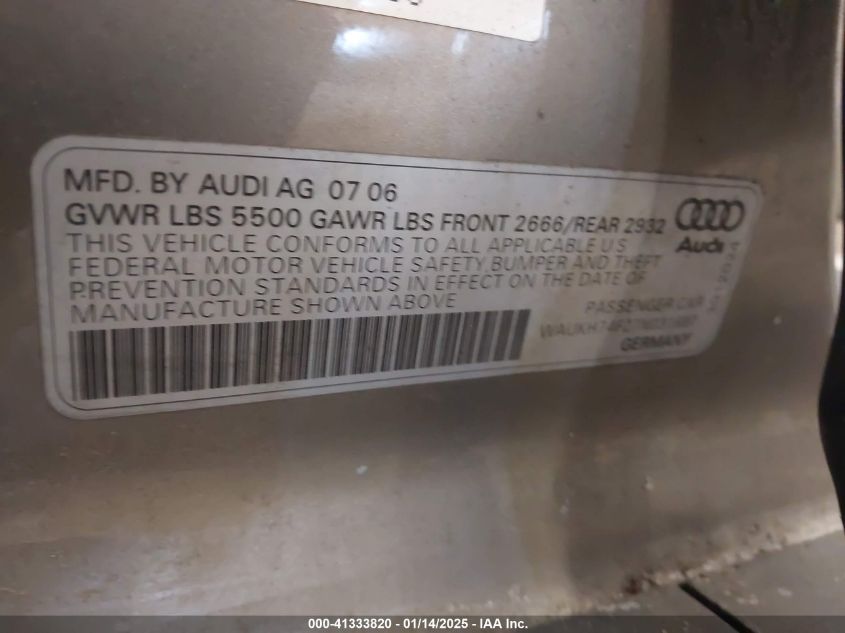 MFD. BY AUDI AG 07 06
GVWR LBS 5500 GAWR LBS FRONT 2666/REAR 2932
THIS VEHICLE CONFORMS TO ALL APPLICABLE U S
FEDERAL MOTOR VEHICLE SAFETY,BUMPER AND THEFT
PREVENTION STANDARDS IN EFFECT ON THE DATE OF
MANUFACTURE SHOWN ABOVE
Audi
PASSENGER CAR
GERMANY
000-41333820 - 01/14/2025 - IAA Inc.